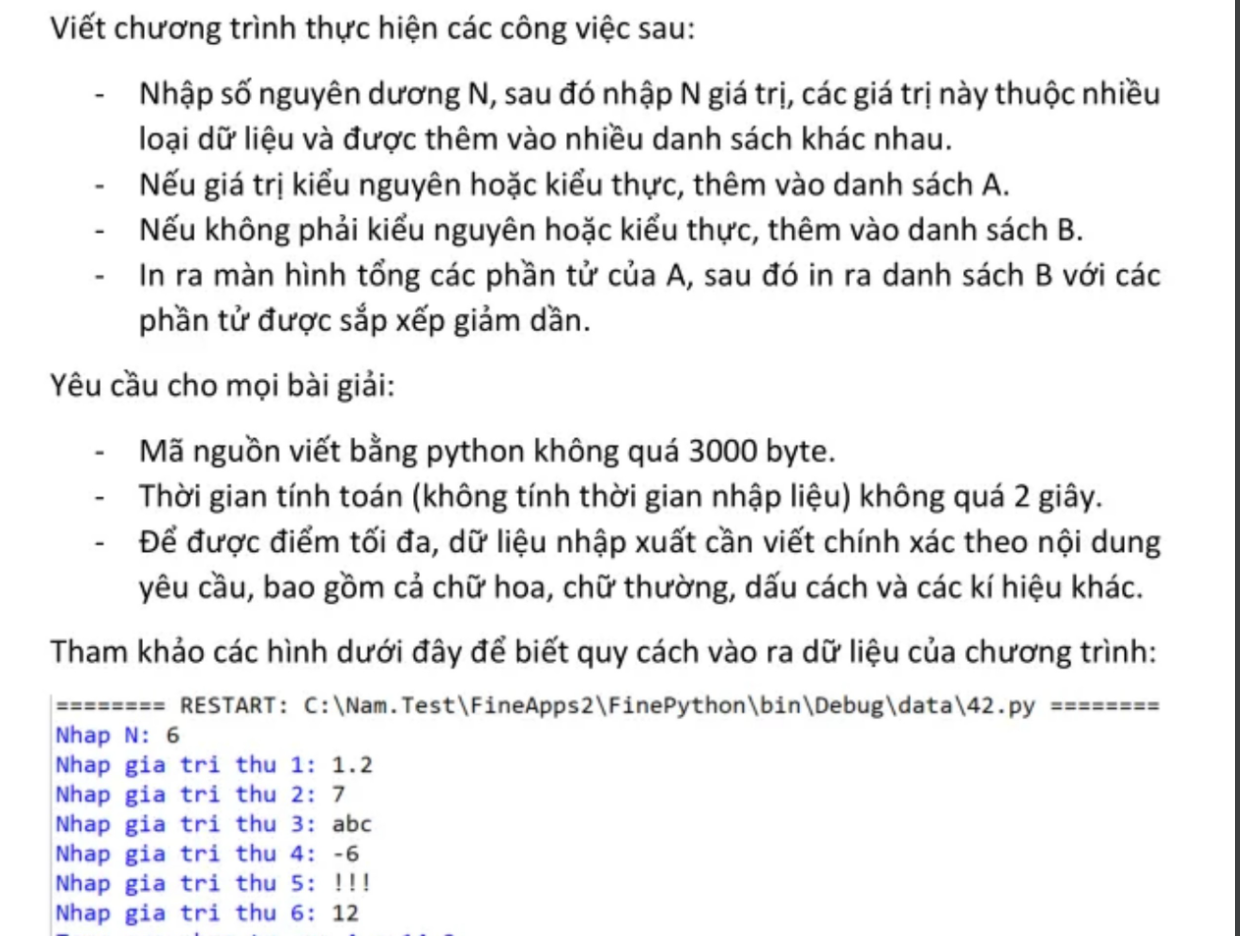 Viết chương trình thực hiện các công việc sau:
- Nhập số nguyên dương N, sau đó nhập N giá trị, các giá trị này thuộc nhiều
loại dữ liệu và được thêm vào nhiều danh sách khác nhau.
- Nếu giá trị kiểu nguyên hoặc kiểu thực, thêm vào danh sách A.
- Nếu không phải kiểu nguyên hoặc kiểu thực, thêm vào danh sách B.
- In ra màn hình tổng các phần tử của A, sau đó in ra danh sách B với các
phần tử được sắp xếp giảm dần.
Yêu cầu cho mọi bài giải:
- Mã nguồn viết bằng python không quá 3000 byte.
- Thời gian tính toán (không tính thời gian nhập liệu) không quá 2 giây.
- Để được điểm tối đa, dữ liệu nhập xuất cần viết chính xác theo nội dung
yêu cầu, bao gồm cả chữ hoa, chữ thường, dấu cách và các kí hiệu khác.
Tham khảo các hình dưới đây để biết quy cách vào ra dữ liệu của chương trình:
======== RESTART: C:\Nam.Test\FineApps2\FinePython\bin\Debug\data\42.py ========
Nhap N: 6
Nhap gia tri thu 1: 1.2
Nhap gia tri thu 2: 7
Nhap gia tri thu 3: abc
Nhap gia tri thu 4: -6
Nhap gia tri thu 5: !!!
Nhap gia tri thu 6: 12